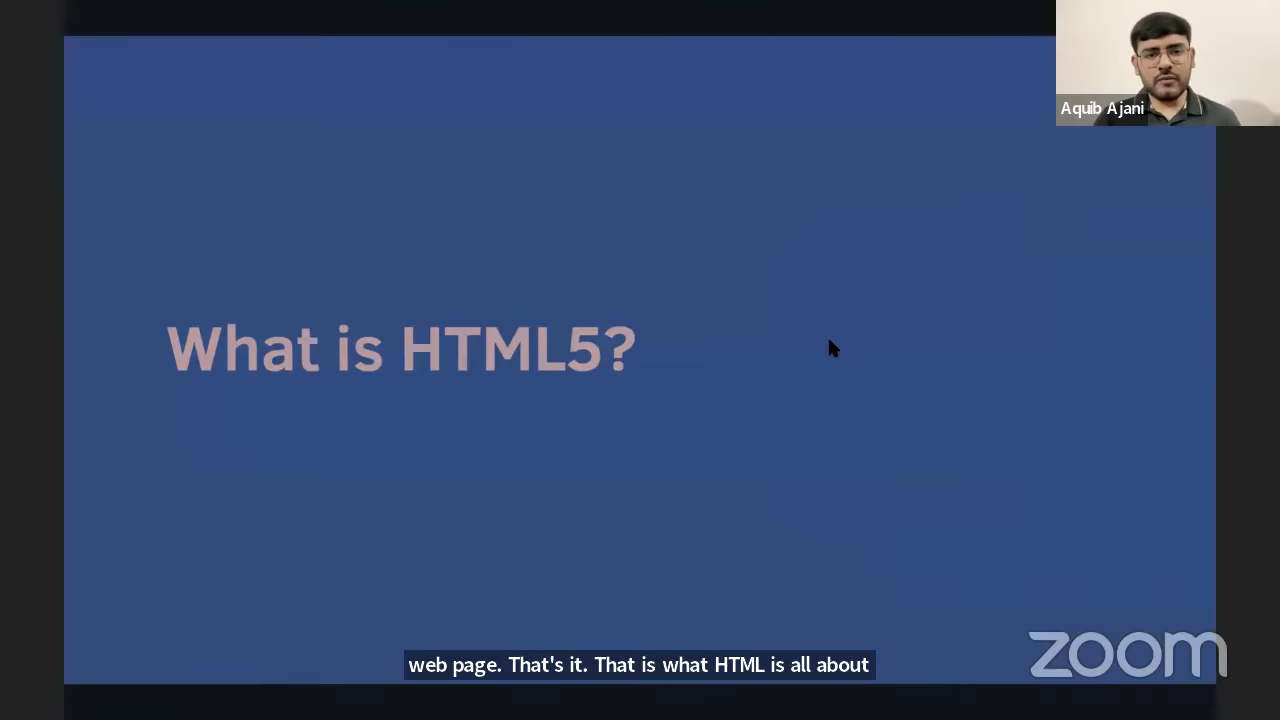 Aquib Ajani
What is HTML5?
web page. That's it. That is what HTML is all about
zoom